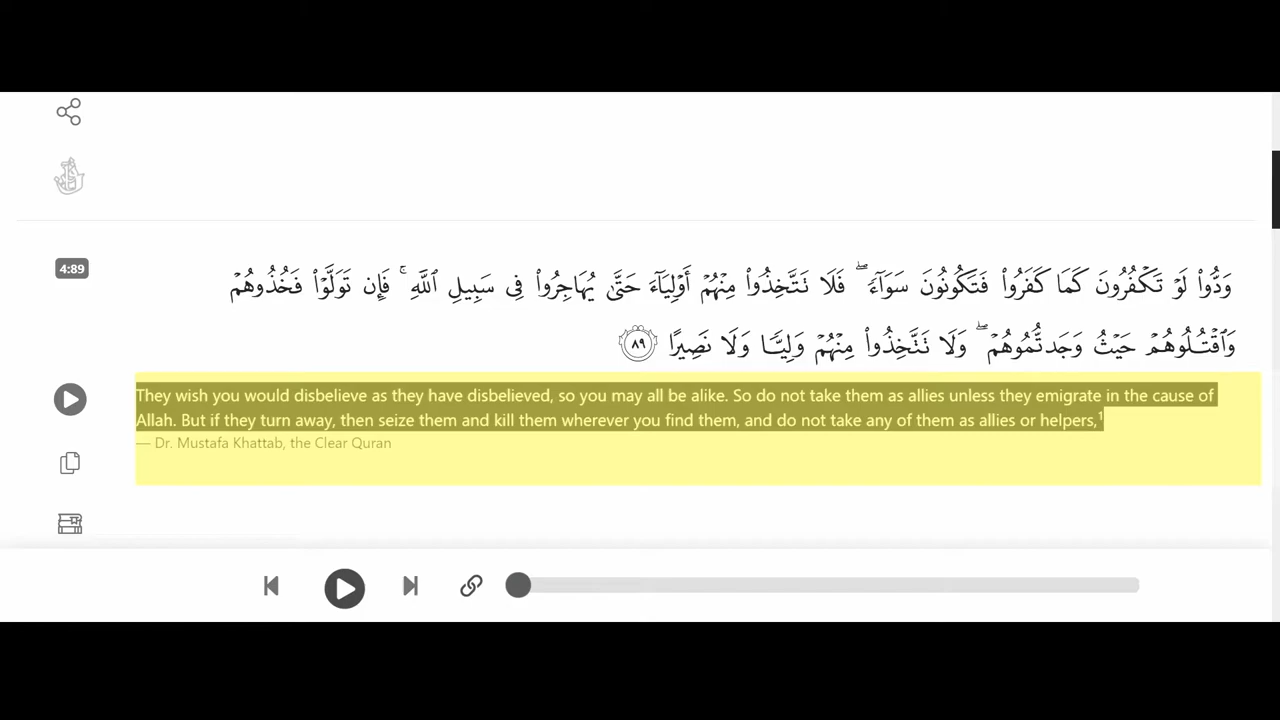 4:89
وَدُّوا۟ لَوْ تَكْفُرُونَ كَمَا كَفَرُوا۟ فَتَكُونُونَ سَوَآءًۭ ۖ فَلَا تَتَّخِذُوا۟ مِنْهُمْ أَوْلِيَآءَ حَتَّىٰ يُهَاجِرُوا۟ فِى سَبِيلِ ٱللَّهِ ۚ فَإِن تَوَلَّوْا۟ فَخُذُوهُمْ
وَٱقْتُلُوهُمْ حَيْثُ وَجَدتُّمُوهُمْ ۖ وَلَا تَتَّخِذُوا۟ مِنْهُمْ وَلِيًّۭا وَلَا نَصِيرًا ٨٩
They wish you would disbelieve as they have disbelieved, so you may all be alike. So do not take them as allies unless they emigrate in the cause of
Allah. But if they turn away, then seize them and kill them wherever you find them, and do not take any of them as allies or helpers,¹
— Dr. Mustafa Khattab, the Clear Quran